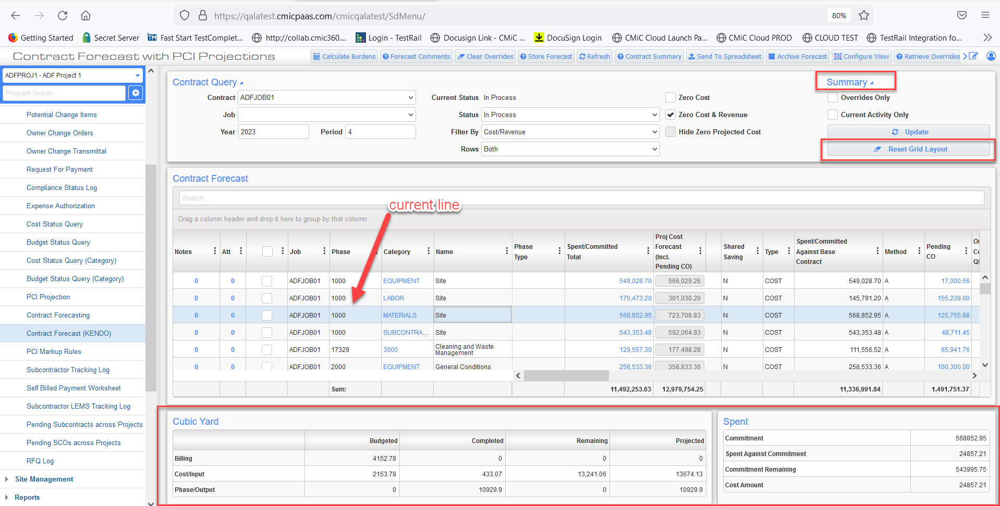 https://qalatest.cmicpaas.com/cmicqalatest/SdMenu/
80%
Getting Started
Secret Server
Fast Start TestComplet...
http://collab.cmic360....
Login - TestRail
Docusign Link - CMiC ...
DocuSign Login
CMiC Cloud Launch Pa...
CMiC Cloud PROD
CLOUD TEST
TestRail Integration fo...
Contract Forecast with PCI Projections
Calculate Burdens
Forecast Comments
Clear Overrides
Store Forecast
Refresh
Contract Summary
Send To Spreadsheet
Archive Forecast
Configure View
Retrieve Overrides
ADFPROJ1 - ADF Project 1
Program Search...
Potential Change Items
Owner Change Orders
Owner Change Transmittal
Request For Payment
Compliance Status Log
Expense Authorization
Cost Status Query
Budget Status Query
Cost Status Query (Category)
Budget Status Query (Category)
PCI Projection
Contract Forecasting
Contract Forecast (KENDO)
PCI Markup Rules
Subcontractor Tracking Log
Self Billed Payment Worksheet
Subcontractor LEMS Tracking Log
Pending Subcontracts across Projects
Pending SCOs across Projects
RFQ Log
Site Management
Reports
Contract Query
Summary
Contract ADFJOB01
Current Status In Process
Zero Cost
Overrides Only
Job
Status In Process
Zero Cost & Revenue
Current Activity Only
Year 2023 Period 4
Filter By Cost/Revenue
Hide Zero Projected Cost
Update
Rows Both
Reset Grid Layout
Contract Forecast
Search...
current line
Drag a column header and drop it here to group by that column
Notes
Att
Job
Phase
Category
Name
Phase
Type
Spent/Committed
Total
Proj Cost
Forecast
(Incl.
Pending CO)
Shared
Saving
Type
Spent/Committed
Against Base
Contract
Method
Pending
CO
0 0 ADFJOB01 1000 EQUIPMENT Site 549,028.70 566,029.26 N COST 549,028.70 A 17,000.56
0 0 ADFJOB01 1000 LABOR Site 170,473.20 301,030.20 N COST 145,791.20 A 155,239.00
0 0 ADFJOB01 1000 MATERIALS Site 568,852.95 723,708.83 N COST 568,852.95 A 125,755.88
0 0 ADFJOB01 1000 SUBCONTRA... Site 543,353.48 592,064.93 N COST 543,353.48 A 48,711.45
0 0 ADFJOB01 17329 3000 Cleaning and Waste
Management 129,557.30 177,498.28 N COST 111,556.52 A 65,941.76
0 0 ADFJOB01 2000 EQUIPMENT General Conditions 258,533.36 358,833.36 N COST 258,533.36 A 100,300.00
Sum: 11,492,253.63 12,979,754.25 11,336,991.84 1,491,751.37
Cubic Yard
Budgeted Completed Remaining Projected
Billing 4152.78 0 0 0
Cost/Input 2153.78 433.07 13,241.06 13674.13
Phase/Output 0 10929.9 0 10929.9
Spent
Commitment 568852.95
Spent Against Commitment 24857.21
Commitment Remaining 543995.75
Cost Amount 24857.21